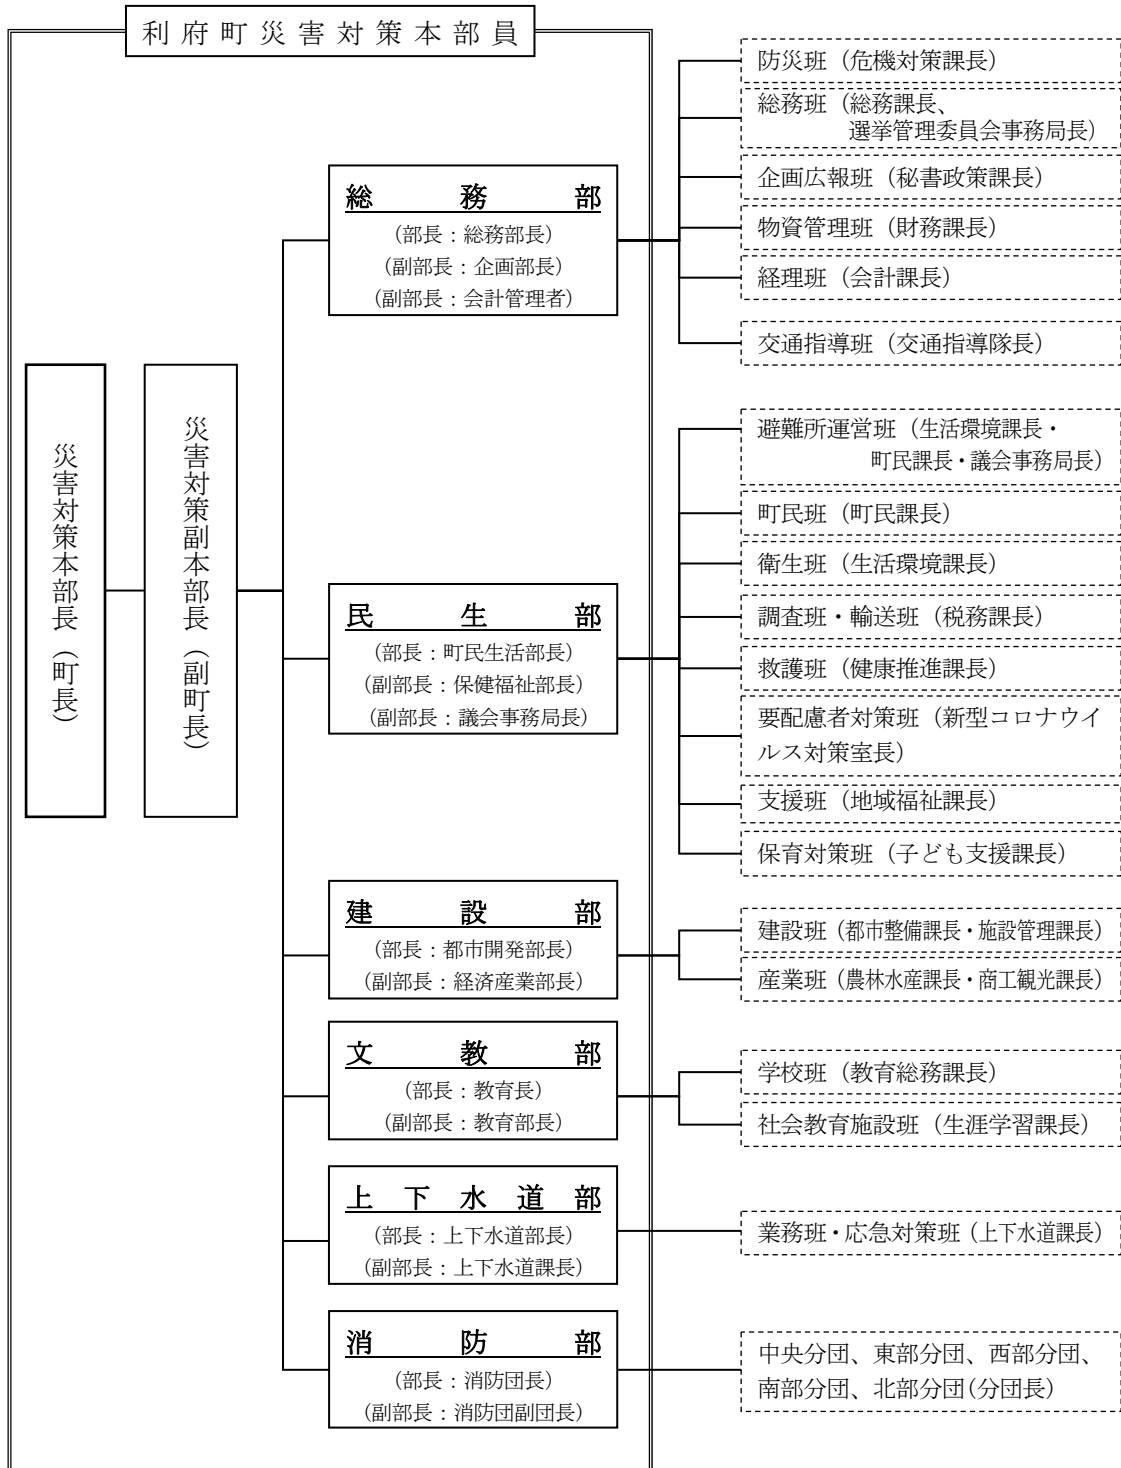 利府町災害対策本部員
災害対策本部長（町長）
災害対策副本部長（副町長）
総務部
（部長：総務部長）
（副部長：企画部長）
（副部長：会計管理者）
防災班（危機対策課長）
総務班（総務課長、
選挙管理委員会事務局長）
企画広報班（秘書政策課長）
物資管理班（財務課長）
経理班（会計課長）
交通指導班（交通指導隊長）
民生部
（部長：町民生活部長）
（副部長：保健福祉部長）
（副部長：議会事務局長）
避難所運営班（生活環境課長・
町民課長・議会事務局長）
町民班（町民課長）
衛生班（生活環境課長）
調査班・輸送班（税務課長）
救護班（健康推進課長）
要配慮者対策班（新型コロナウイ
ルス対策室長）
支援班（地域福祉課長）
保育対策班（子ども支援課長）
建設部
（部長：都市開発部長）
（副部長：経済産業部長）
建設班（都市整備課長・施設管理課長）
産業班（農林水産課長・商工観光課長）
文教部
（部長：教育長）
（副部長：教育部長）
学校班（教育総務課長）
社会教育施設班（生涯学習課長）
上下水道部
（部長：上下水道部長）
（副部長：上下水道課長）
業務班・応急対策班（上下水道課長）
消防部
（部長：消防団長）
（副部長：消防団副団長）
中央分団、東部分団、西部分団、
南部分団、北部分団(分団長）